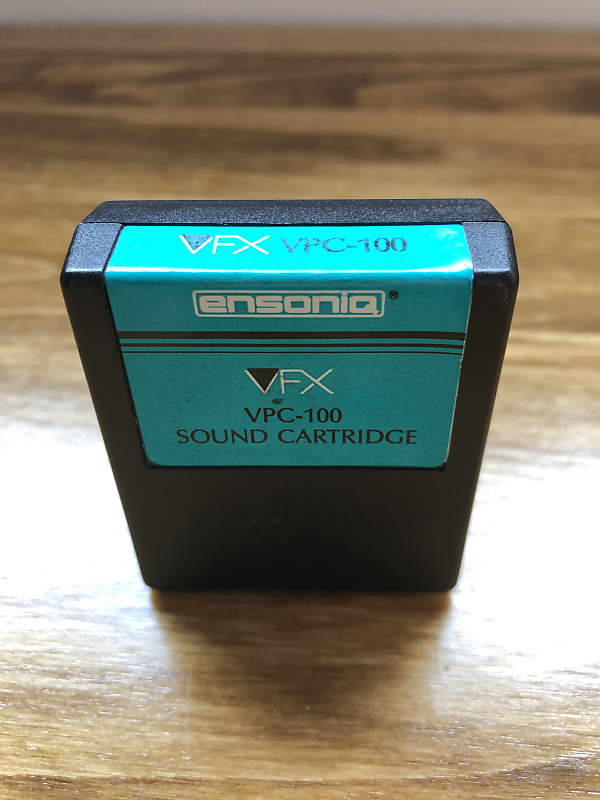 VFX VPC-100
ensoniq®
VFX
VPC-100
SOUND CARTRIDGE